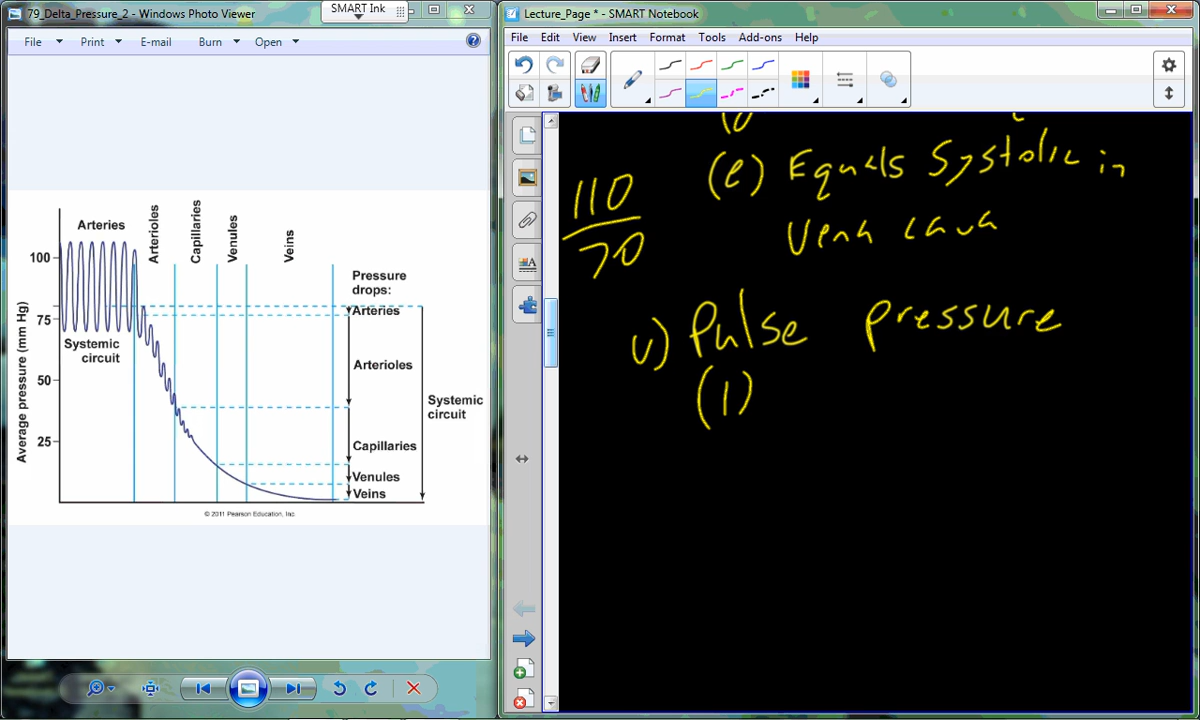 79_Delta_Pressure_2 - Windows Photo Viewer
SMART Ink
File Print E-mail Burn Open
Arteries
Arterioles
Capillaries
Venules
Veins
100
75
50
25
Average pressure (mm Hg)
Systemic
circuit
Pressure
drops:
Arteries
Arterioles
Capillaries
Venules
Veins
Systemic
circuit
© 2011 Pearson Education, Inc.
Lecture_Page * - SMART Notebook
File Edit View Insert Format Tools Add-ons Help
(e) Equals Systolic in
Vena cava
110
70
v) Pulse pressure
(1)